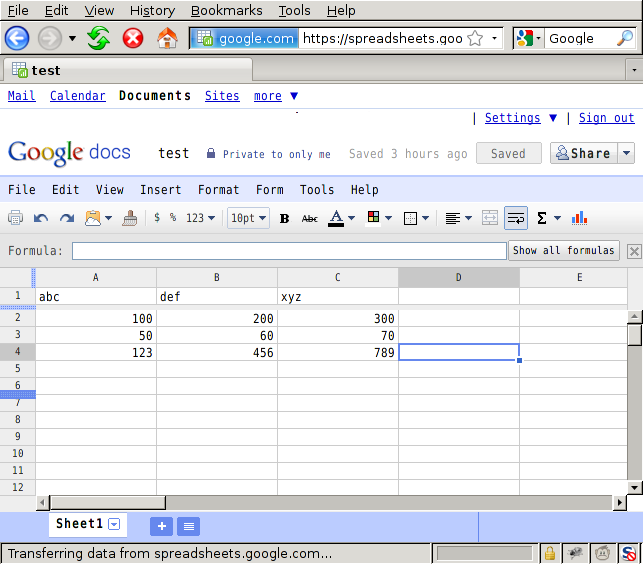 File Edit View History Bookmarks Tools Help
google.com https://spreadsheets.goo Google
test
Mail Calendar Documents Sites more ▼
| Settings ▼ | Sign out
Google docs test Private to only me Saved 3 hours ago Saved Share
File Edit View Insert Format Form Tools Help
$ % 123 10pt B Abc A Σ
Formula: Show all formulas
A B C D E
1 abc def xyz
2 100 200 300
3 50 60 70
4 123 456 789
5
6
7
8
9
10
11
12
Sheet1 +
Transferring data from spreadsheets.google.com...